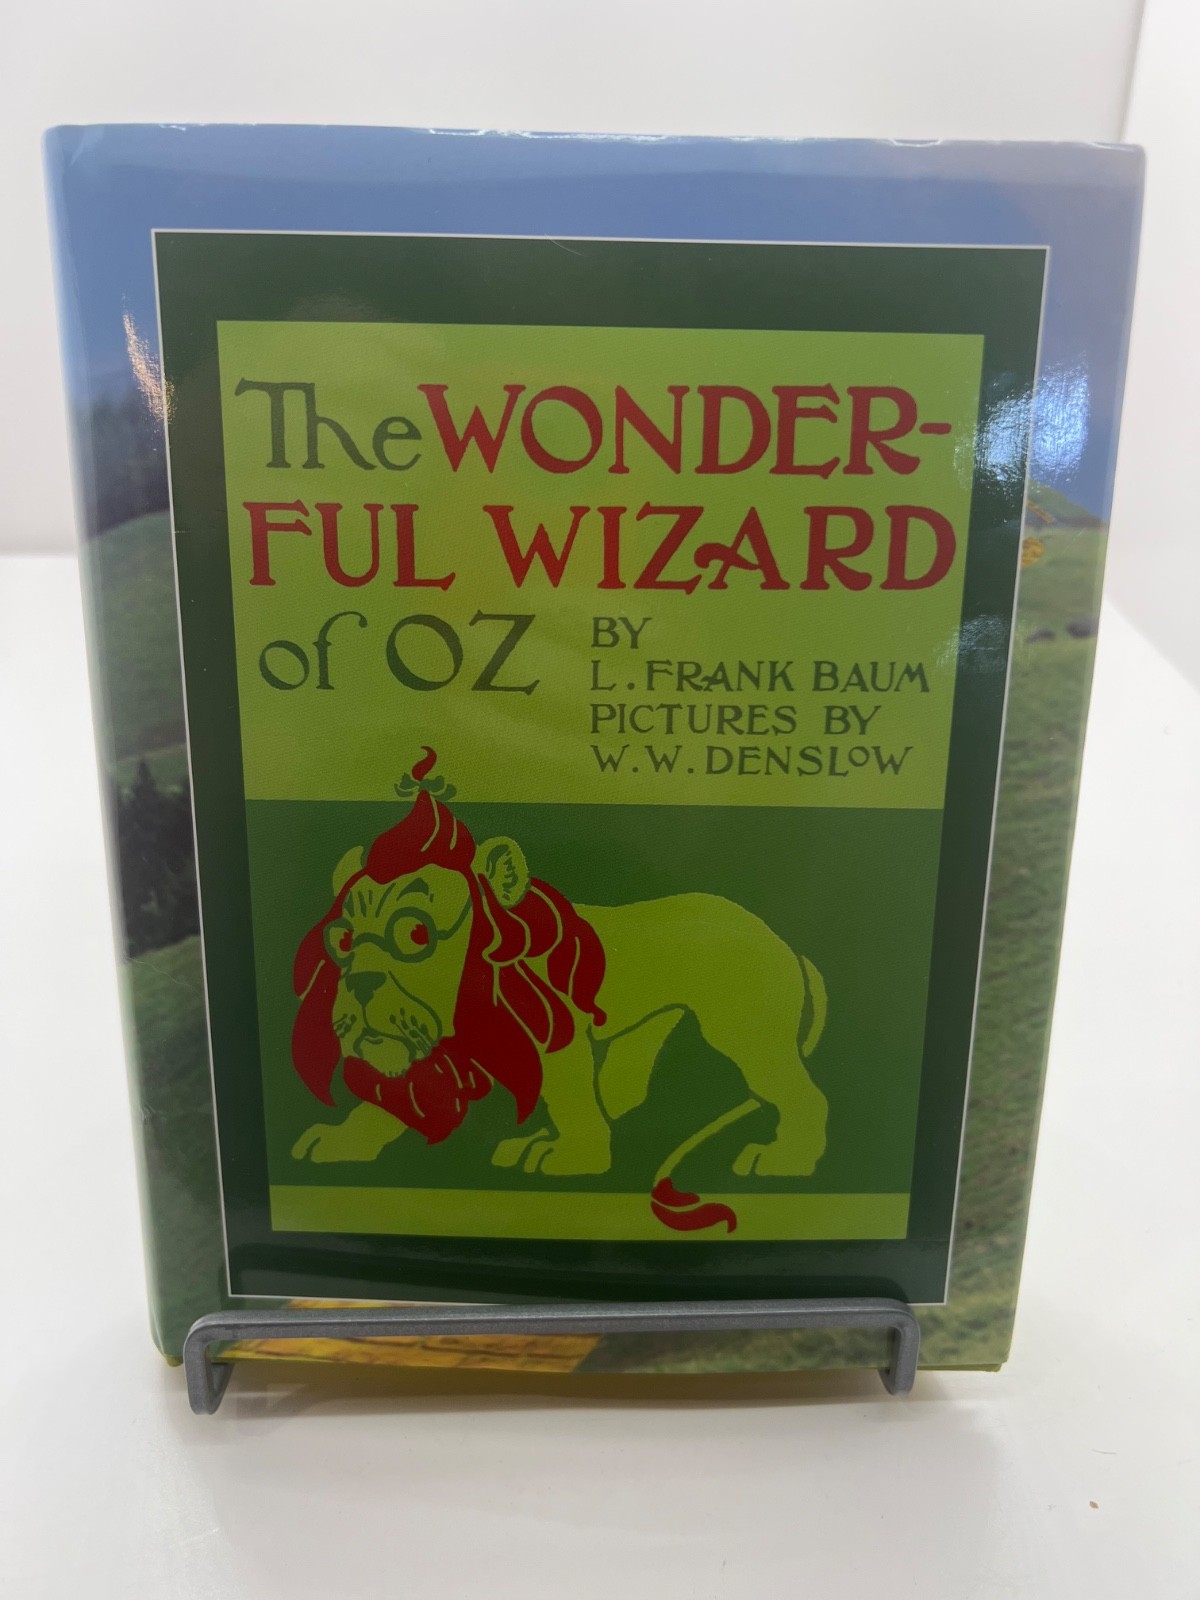 The WONDER-
FUL WIZARD
of OZ
BY
L. FRANK BAUM
PICTURES BY
W. W. DENSLOW